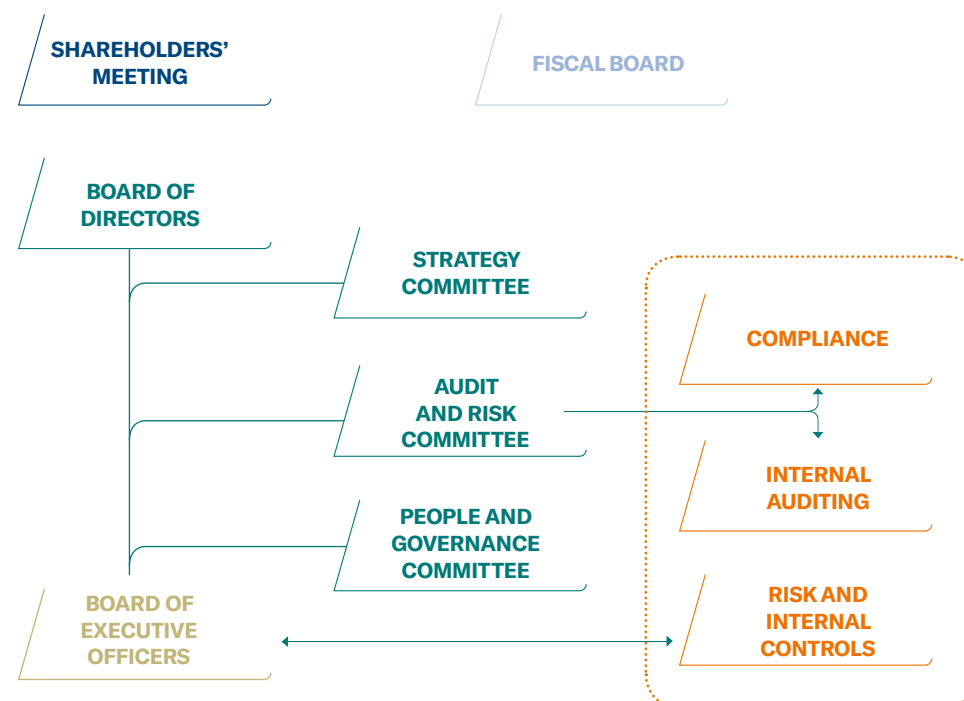 SHAREHOLDERS'
MEETING
FISCAL BOARD
BOARD OF
DIRECTORS
STRATEGY
COMMITTEE
COMPLIANCE
AUDIT
AND RISK
COMMITTEE
INTERNAL
AUDITING
PEOPLE AND
GOVERNANCE
COMMITTEE
BOARD OF
EXECUTIVE
OFFICERS
RISK AND
INTERNAL
CONTROLS